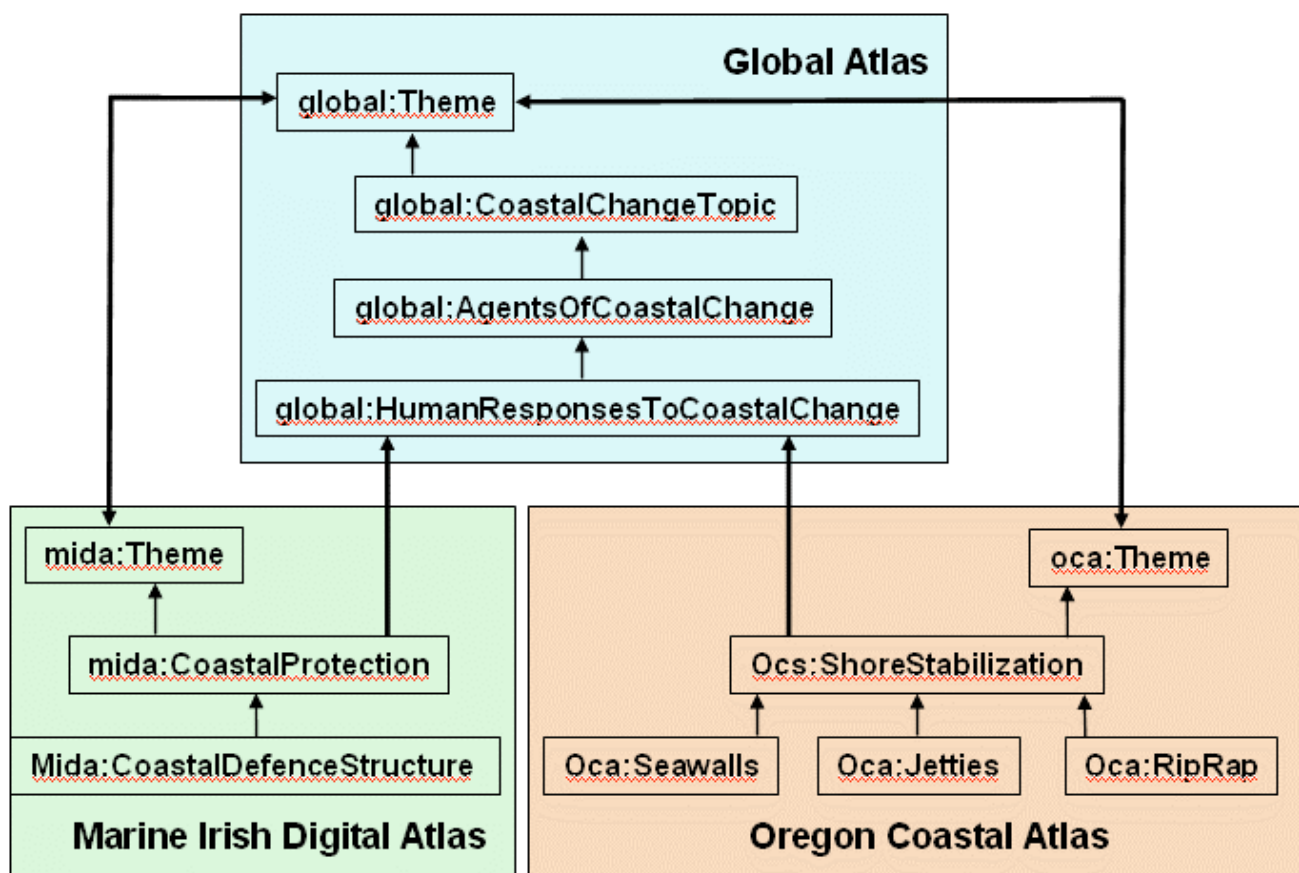 Global Atlas
global:Theme
global:CoastalChangeTopic
global:AgentsOfCoastalChange
global:HumanResponsesToCoastalChange
mida:Theme
mida:CoastalProtection
Mida:CoastalDefenceStructure
Marine Irish Digital Atlas
oca:Theme
Ocs:ShoreStabilization
Oca:Seawalls
Oca:Jetties
Oca:RipRap
Oregon Coastal Atlas